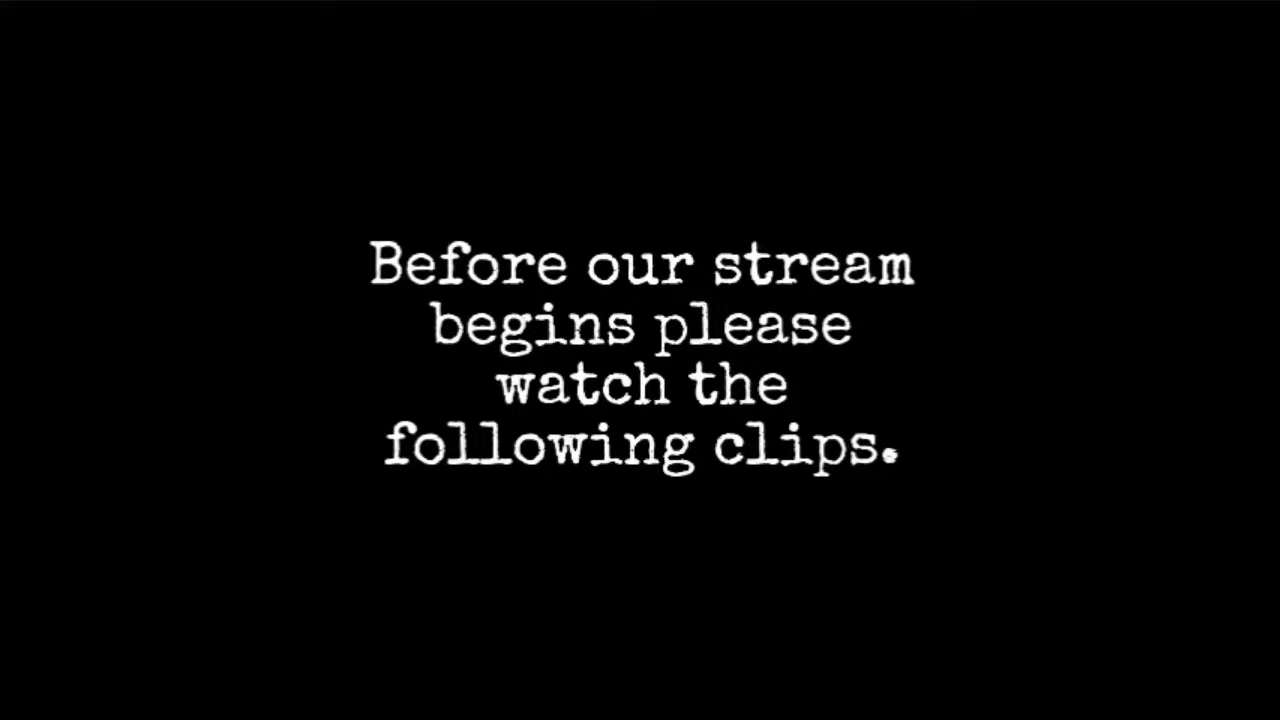 Before our stream
begins please
watch the
following clips.